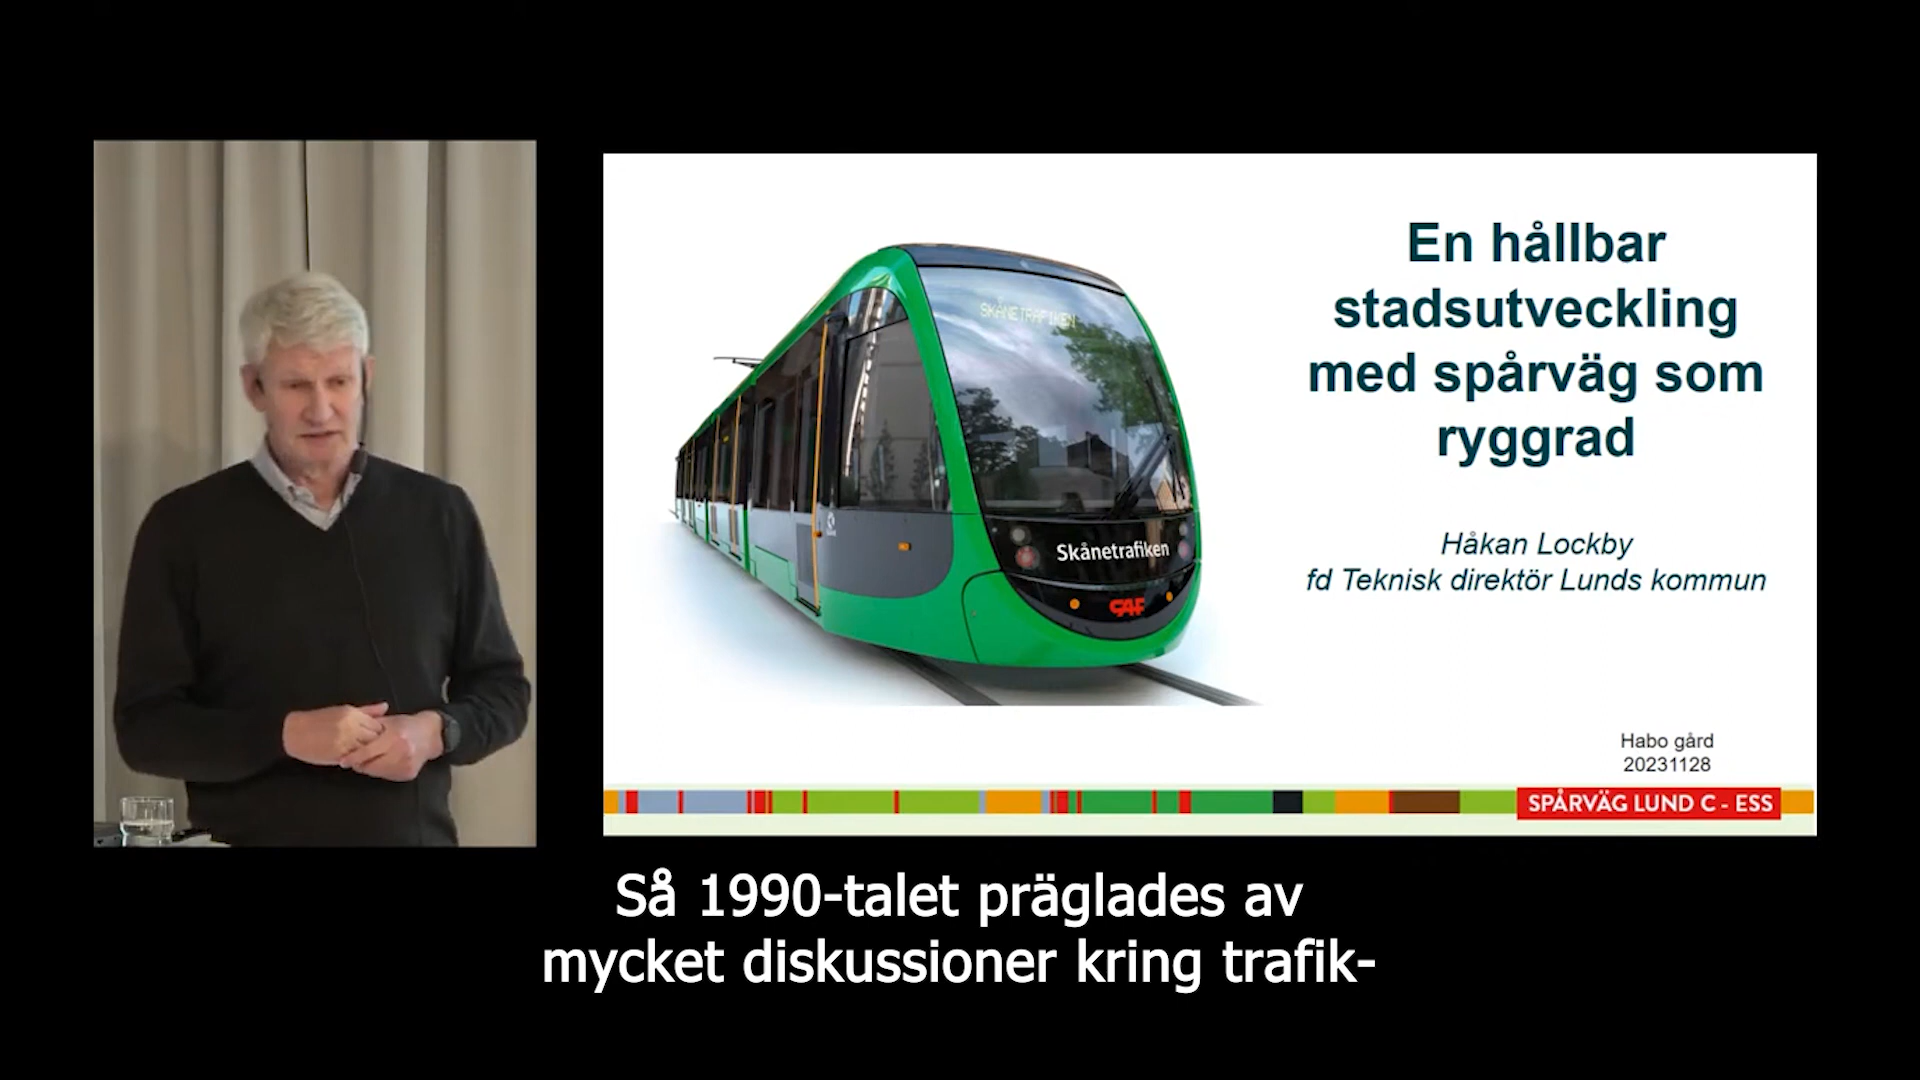 SKÅNETRAFIKEN
Skånetrafiken
CAF
En hållbar
stadsutveckling
med spårväg som
ryggrad
Håkan Lockby
fd Teknisk direktör Lunds kommun
Habo gård
20231128
SPÅRVÄG LUND C - ESS
Så 1990-talet präglades av
mycket diskussioner kring trafik-